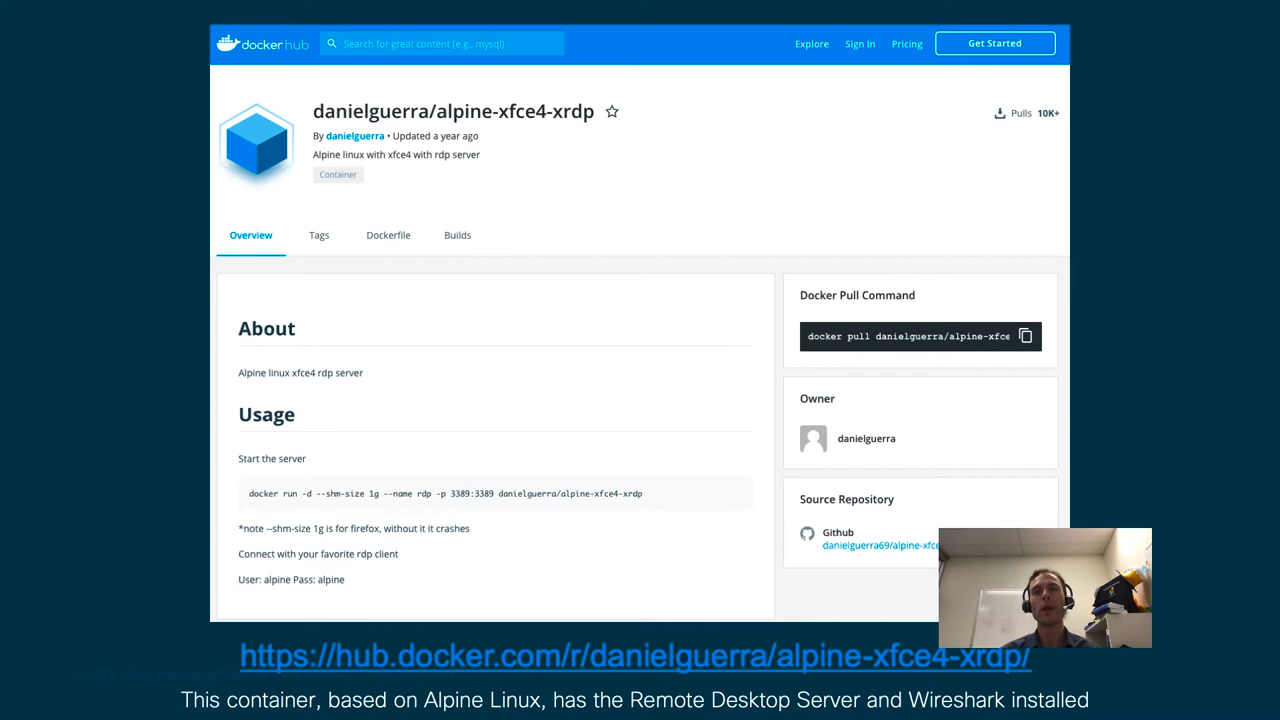 dockerhub
Search for great content (e.g., mysql)
Explore
Sign In
Pricing
Get Started
danielguerra/alpine-xfce4-xrdp
Pulls 10K+
By danielguerra • Updated a year ago
Alpine linux with xfce4 with rdp server
Container
Overview
Tags
Dockerfile
Builds
About
Alpine linux xfce4 rdp server
Usage
Start the server
docker run -d --shm-size 1g --name rdp -p 3389:3389 danielguerra/alpine-xfce4-xrdp
*note --shm-size 1g is for firefox, without it it crashes
Connect with your favorite rdp client
User: alpine Pass: alpine
Docker Pull Command
docker pull danielguerra/alpine-xfce
Owner
danielguerra
Source Repository
Github
danielguerra69/alpine-xfce
https://hub.docker.com/r/danielguerra/alpine-xfce4-xrdp/
This container, based on Alpine Linux, has the Remote Desktop Server and Wireshark installed